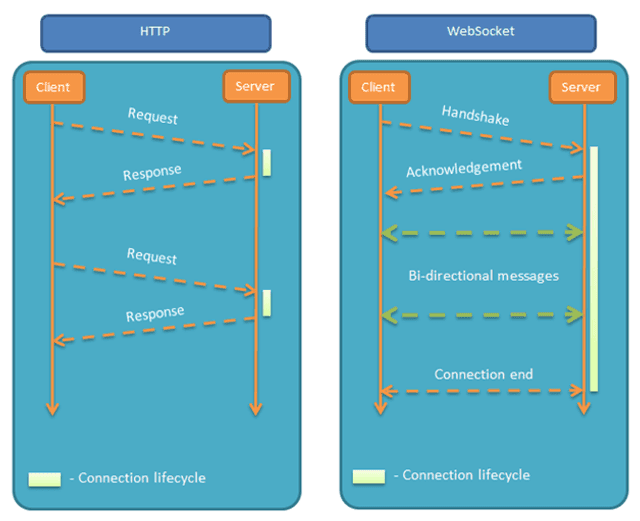 HTTP
Client
Server
Request
Response
Request
Response
- Connection lifecycle
WebSocket
Client
Server
Handshake
Acknowledgement
Bi-directional messages
Connection end
- Connection lifecycle